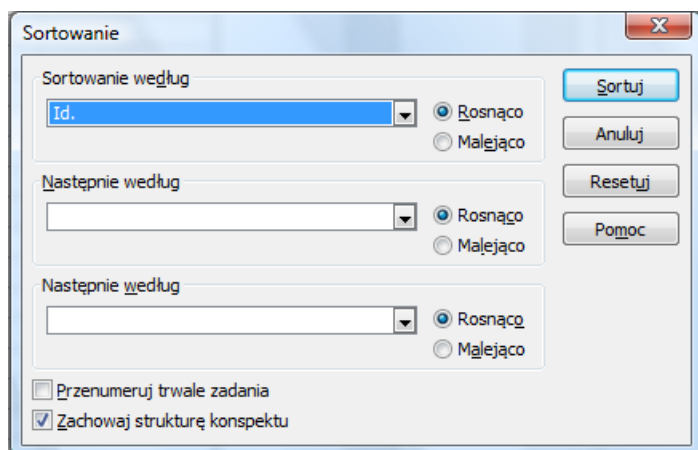 Sortowanie
Sortowanie według
Id.
Rosnąco
Malejąco
Następnie według
Rosnąco
Malejąco
Następnie według
Rosnąco
Malejąco
Przenumeruj trwale zadania
Zachowaj strukturę konspektu
Sortuj
Anuluj
Resetuj
Pomoc